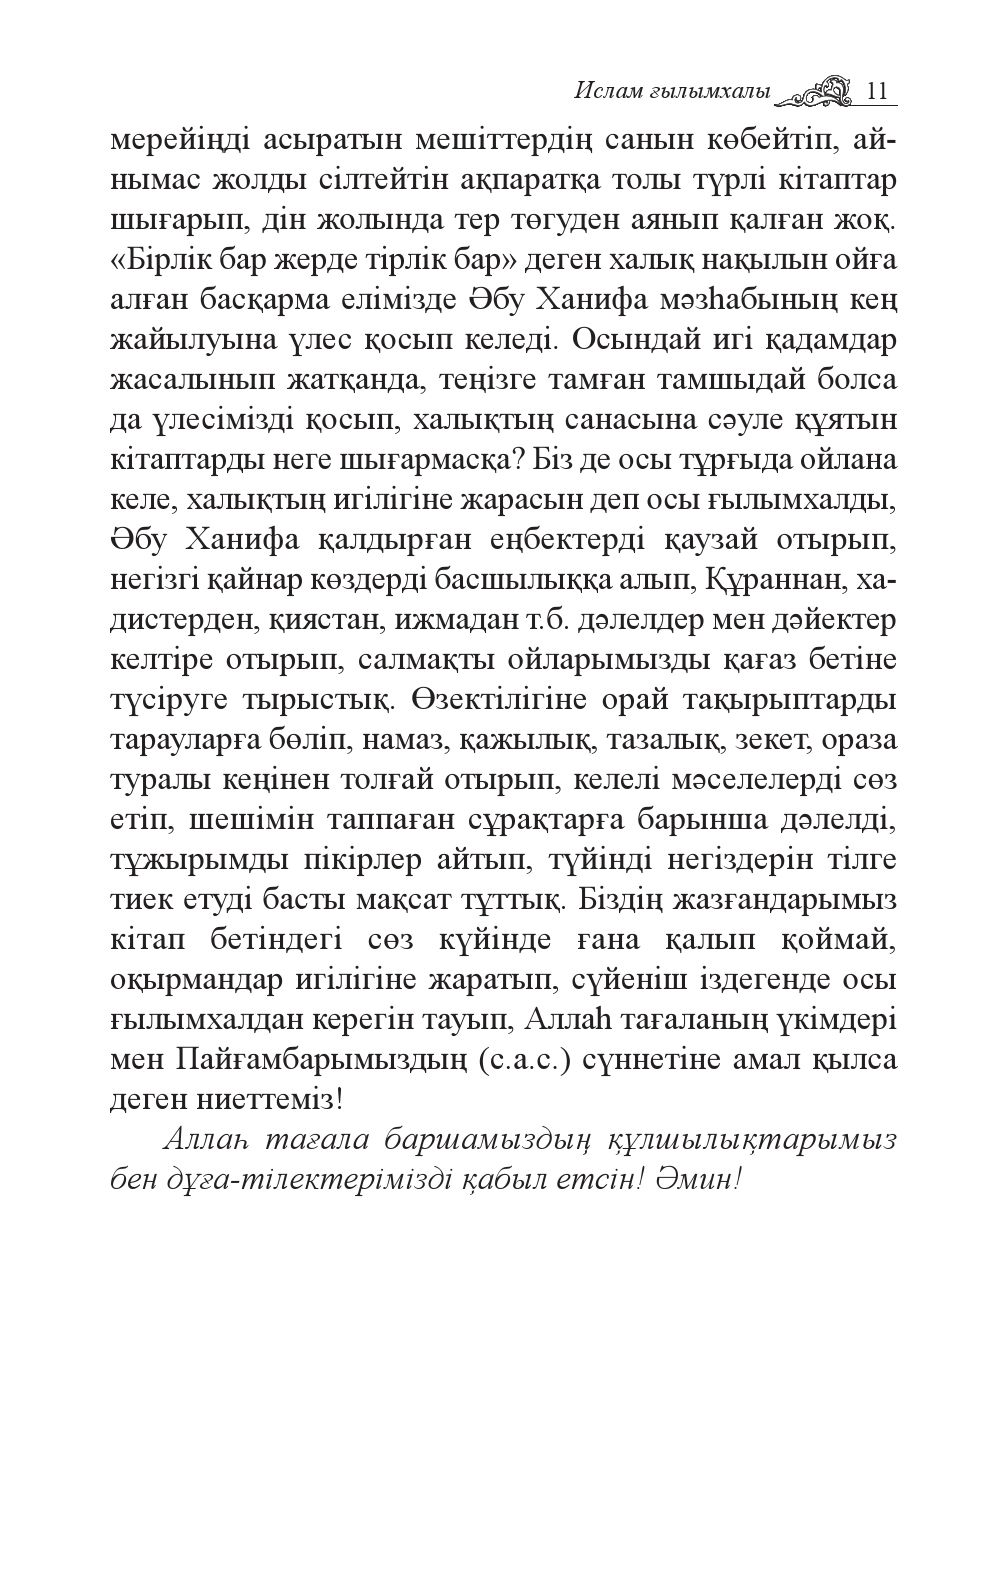 Ислам ғылымхалы 11
мерейіңді асыратын мешіттердің санын көбейтіп, ай-
нымас жолды сілтейтін ақпаратқа толы түрлі кітаптар
шығарып, дін жолында тер төгуден аянып қалған жоқ.
«Бірлік бар жерде тірлік бар» деген халық нақылын ойға
алған басқарма елімізде Әбу Ханифа мәзһабының кең
жайылуына үлес қосып келеді. Осындай игі қадамдар
жасалынып жатқанда, теңізге тамған тамшыдай болса
да үлесімізді қосып, халықтың санасына сәуле құятын
кітаптарды неге шығармасқа? Біз де осы тұрғыда ойлана
келе, халықтың игілігіне жарасын деп осы ғылымхалды,
Әбу Ханифа қалдырған еңбектерді қаузай отырып,
негізгі қайнар көздерді басшылыққа алып, Құраннан, ха-
дистерден, қиястан, ижмадан т.б. дәлелдер мен дәйектер
келтіре отырып, салмақты ойларымызды қағаз бетіне
түсіруге тырыстық. Өзектілігіне орай тақырыптарды
тарауларға бөліп, намаз, қажылық, тазалық, зекет, ораза
туралы кеңінен толғай отырып, келелі мәселелерді сөз
етіп, шешімін таппаған сұрақтарға барынша дәлелді,
тұжырымды пікірлер айтып, түйінді негіздерін тілге
тиек етуді басты мақсат тұттық. Біздің жазғандарымыз
кітап бетіндегі сөз күйінде ғана қалып қоймай,
оқырмандар игілігіне жаратып, сүйеніш іздегенде осы
ғылымхалдан керегін тауып, Аллаһ тағаланың үкімдері
мен Пайғамбарымыздың (с.а.с.) сүннетіне амал қылса
деген ниеттеміз!
Аллаһ тағала баршамыздың құлшылықтарымыз
бен дұға-тілектерімізді қабыл етсін! Әмин!